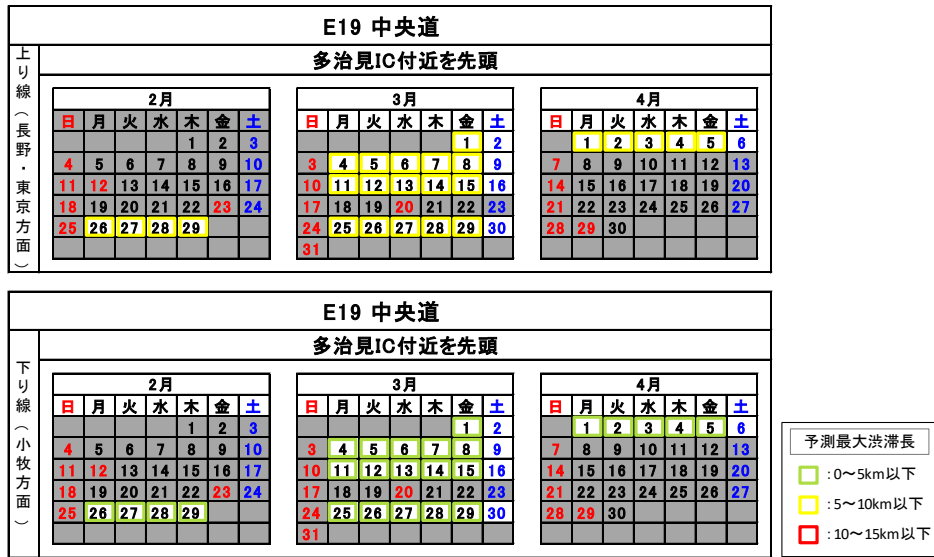 E19 中央道
上り線（長野・東京方面）
多治見IC付近を先頭
2月
日 月 火 水 木 金 土
1 2 3
4 5 6 7 8 9 10
11 12 13 14 15 16 17
18 19 20 21 22 23 24
25 26 27 28 29
3月
日 月 火 水 木 金 土
1 2
3 4 5 6 7 8 9
10 11 12 13 14 15 16
17 18 19 20 21 22 23
24 25 26 27 28 29 30
31
4月
日 月 火 水 木 金 土
1 2 3 4 5 6
7 8 9 10 11 12 13
14 15 16 17 18 19 20
21 22 23 24 25 26 27
28 29 30
E19 中央道
下り線（小牧方面）
多治見IC付近を先頭
2月
日 月 火 水 木 金 土
1 2 3
4 5 6 7 8 9 10
11 12 13 14 15 16 17
18 19 20 21 22 23 24
25 26 27 28 29
3月
日 月 火 水 木 金 土
1 2
3 4 5 6 7 8 9
10 11 12 13 14 15 16
17 18 19 20 21 22 23
24 25 26 27 28 29 30
31
4月
日 月 火 水 木 金 土
1 2 3 4 5 6
7 8 9 10 11 12 13
14 15 16 17 18 19 20
21 22 23 24 25 26 27
28 29 30
予測最大渋滞長
：0～5km以下
：5～10km以下
：10～15km以下